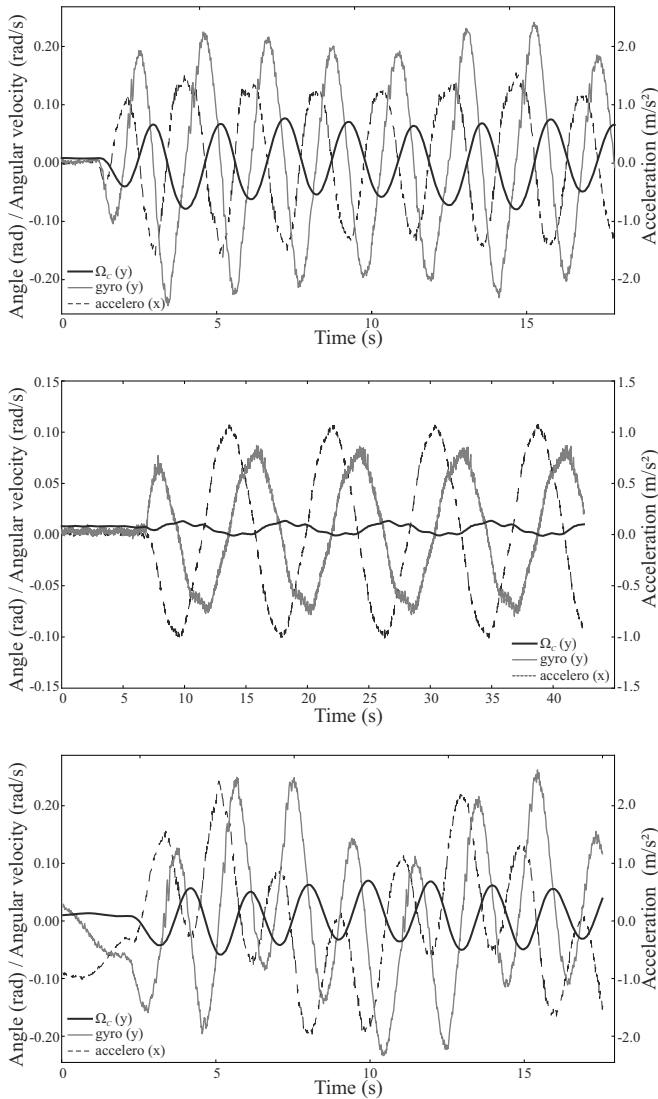 Angle (rad) / Angular velocity (rad/s)
0.20
0.10
0.00
-0.10
-0.20
2.0
1.0
0.0
-1.0
-2.0
Acceleration (m/s²)
Ω_C (y)
gyro (y)
accelero (x)
0 5 10 15
Time (s)
Angle (rad) / Angular velocity (rad/s)
0.15
0.10
0.05
0.00
-0.05
-0.10
-0.15
1.5
1.0
0.5
0.0
-0.5
-1.0
-1.5
Acceleration (m/s²)
Ω_C (y)
gyro (y)
accelero (x)
0 5 10 15 20 25 30 35 40
Time (s)
Angle (rad) / Angular velocity (rad/s)
0.20
0.10
0.00
-0.10
-0.20
2.0
1.0
0.0
-1.0
-2.0
Acceleration (m/s²)
Ω_C (y)
gyro (y)
accelero (x)
0 5 10 15
Time (s)